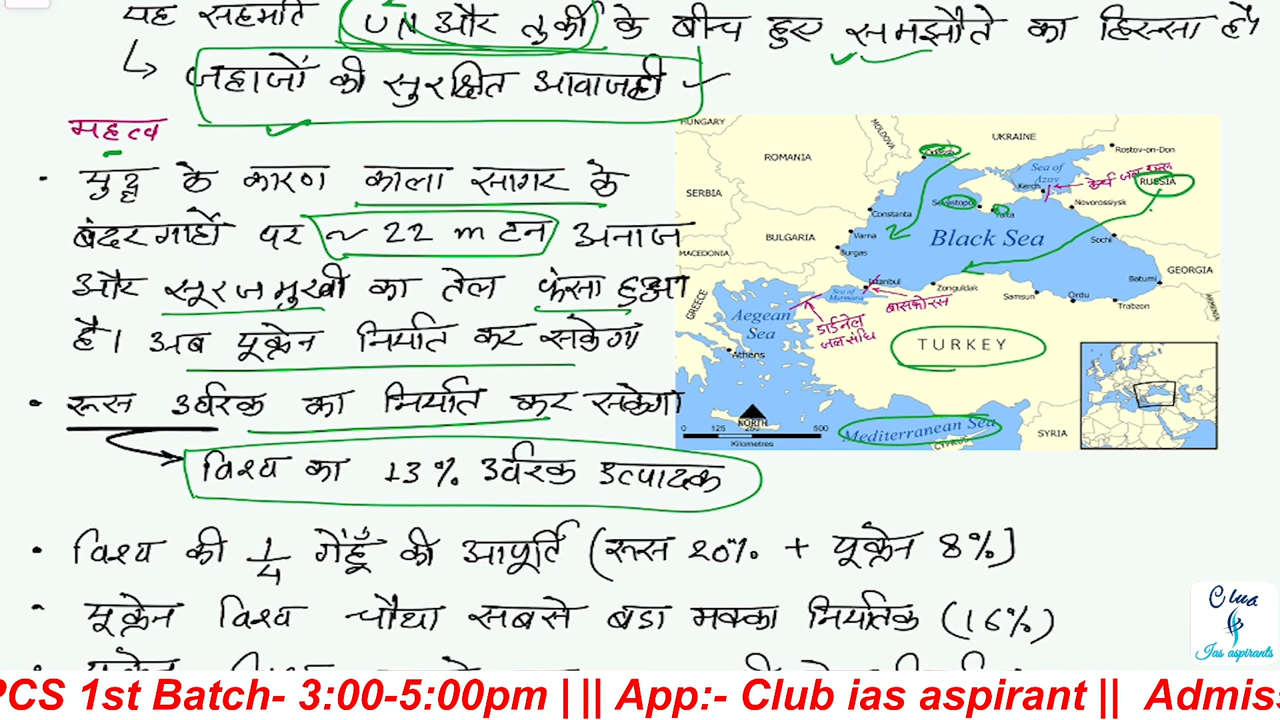 यह सहमति UN और तुर्की के बीच हुए समझौते का हिस्सा है।
जहाजों की सुरक्षित आवाजाही
महत्व
• युद्ध के कारण काला सागर के
बंदरगाहों पर ~ 22 m टन अनाज
और सूरजमुखी का तेल फंसा हुआ
है। अब यूक्रेन निर्यात कर सकेगा
• रूस उर्वरक का निर्यात कर सकेगा
विश्व का 13% उर्वरक उत्पादक
• विश्व की 1/4 गेहूँ की आपूर्ति (रूस 20% + यूक्रेन 8%)
• यूक्रेन विश्व चौथा सबसे बडा मक्का निर्यातक (16%)
HUNGARY
MOLDOVA
UKRAINE
ROMANIA
Rostov-on-Don
Sea of Azov
Kerch
RUSSIA
SERBIA
Sevastopol
Yalta
Novorossiysk
Constanta
Varna
BULGARIA
Burgas
Black Sea
Sochi
MACEDONIA
GEORGIA
Batumi
Istanbul
Zonguldak
Samsun
Ordu
Trabzon
Sea of Marmara
बासफोरस
GREECE
Aegean Sea
डार्डनेल जलसंधि
TURKEY
Athens
NORTH
0 125 250 500
Kilometres
Mediterranean Sea
CYPRUS
SYRIA
Club
Ias aspirants
PCS 1st Batch- 3:00-5:00pm | || App:- Club ias aspirant || Admiss